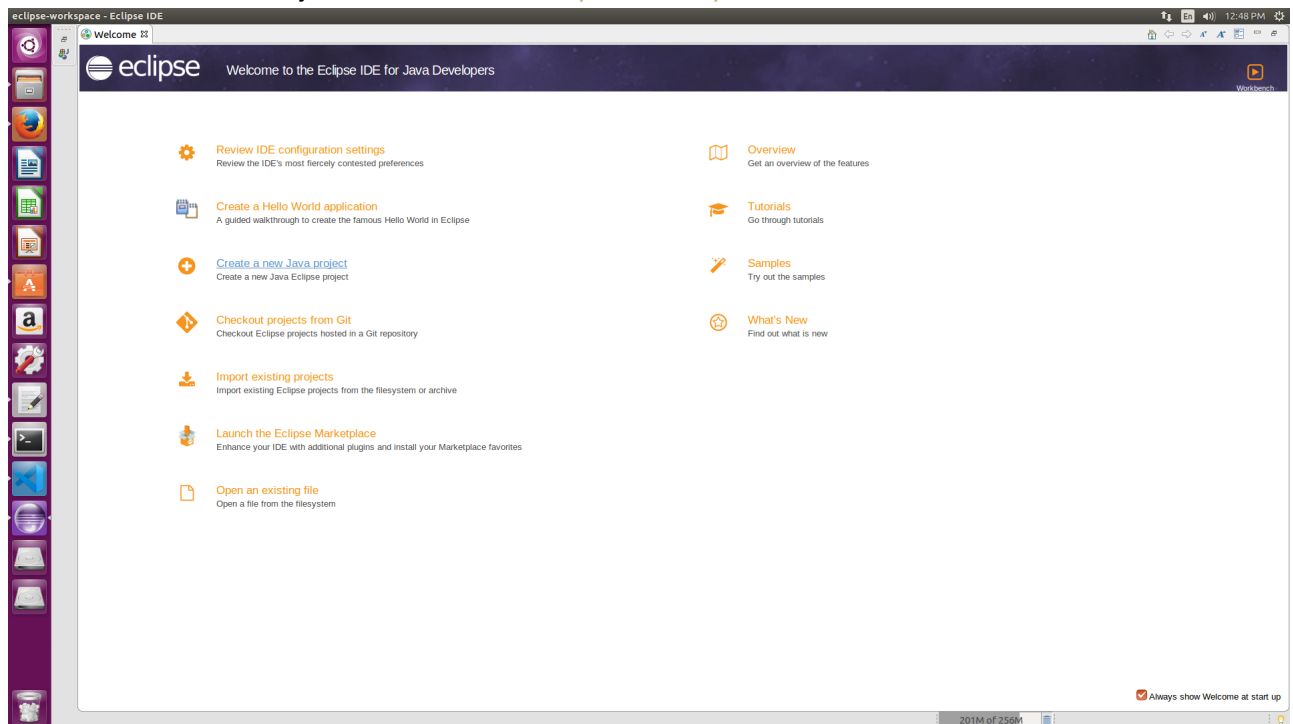 eclipse-workspace - Eclipse IDE
En
12:48 PM
Welcome
eclipse
Welcome to the Eclipse IDE for Java Developers
Workbench
Review IDE configuration settings
Review the IDE's most fiercely contested preferences
Create a Hello World application
A guided walkthrough to create the famous Hello World in Eclipse
Create a new Java project
Create a new Java Eclipse project
Checkout projects from Git
Checkout Eclipse projects hosted in a Git repository
Import existing projects
Import existing Eclipse projects from the filesystem or archive
Launch the Eclipse Marketplace
Enhance your IDE with additional plugins and install your Marketplace favorites
Open an existing file
Open a file from the filesystem
Overview
Get an overview of the features
Tutorials
Go through tutorials
Samples
Try out the samples
What's New
Find out what is new
Always show Welcome at start up
201M of 256M